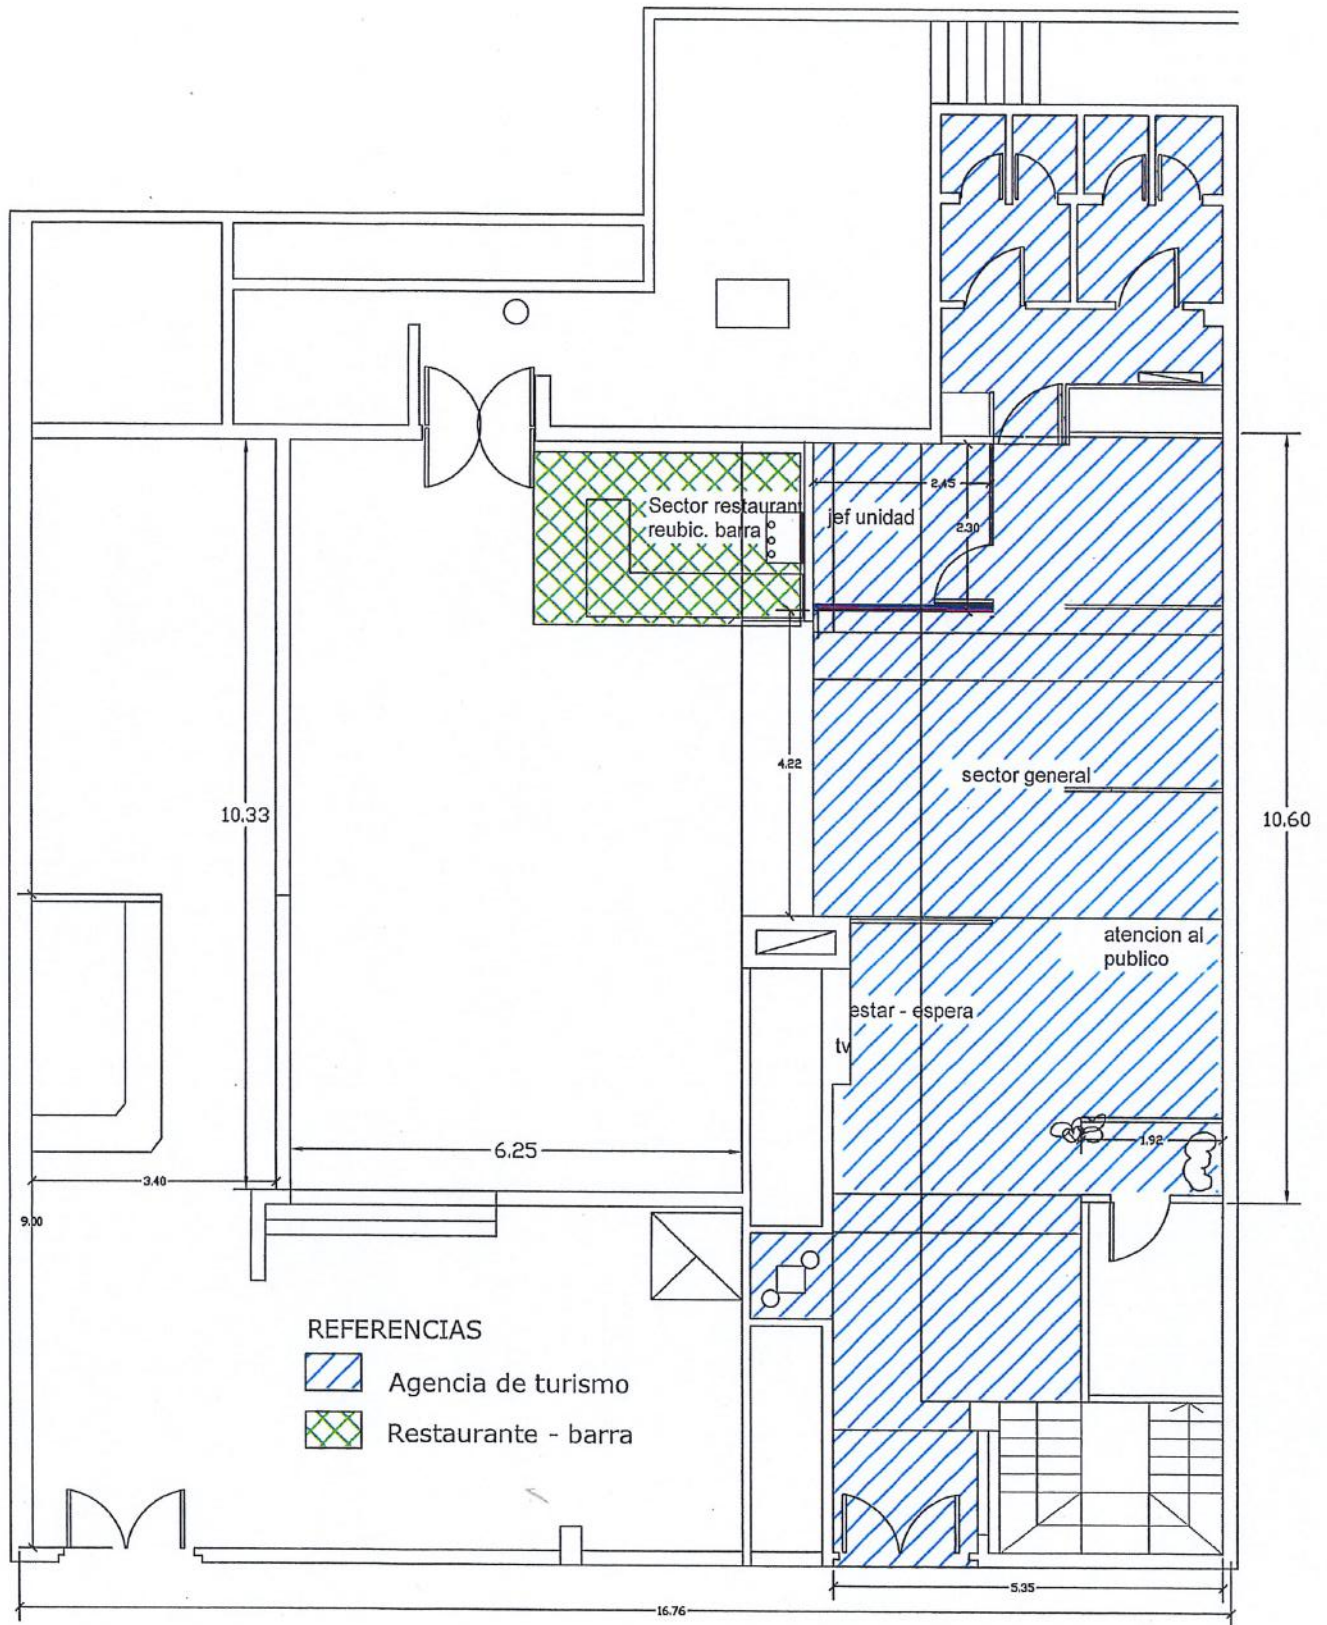 Sector restaurant
reubic. barra
jef unidad
2.45
2.30
4.22
sector general
10.33
10.60
atencion al
publico
estar - espera
tv
1.92
6.25
3.40
9.00
REFERENCIAS
Agencia de turismo
Restaurante - barra
5.35
16.76